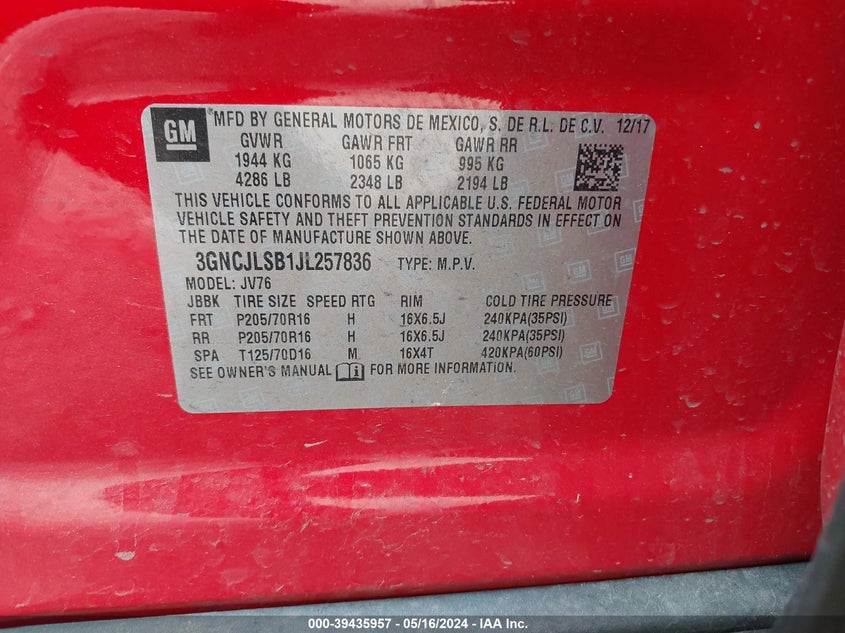 GM
*MFD BY GENERAL MOTORS DE MEXICO, S. DE R.L. DE C.V. 12/17
GVWR GAWR FRT GAWR RR
1944 KG 1065 KG 995 KG
4286 LB 2348 LB 2194 LB
THIS VEHICLE CONFORMS TO ALL APPLICABLE U.S. FEDERAL MOTOR
VEHICLE SAFETY AND THEFT PREVENTION STANDARDS IN EFFECT ON
THE DATE OF MANUFACTURE SHOWN ABOVE.
3GNCJLSB1JL257836 TYPE: M.P.V.
MODEL: JV76
JBBK TIRE SIZE SPEED RTG RIM COLD TIRE PRESSURE
FRT P205/70R16 H 16X6.5J 240KPA(35PSI)
RR P205/70R16 H 16X6.5J 240KPA(35PSI)
SPA T125/70D16 M 16X4T 420KPA(60PSI)
SEE OWNER'S MANUAL FOR MORE INFORMATION.
000-39435957 - 05/16/2024 - IAA Inc.